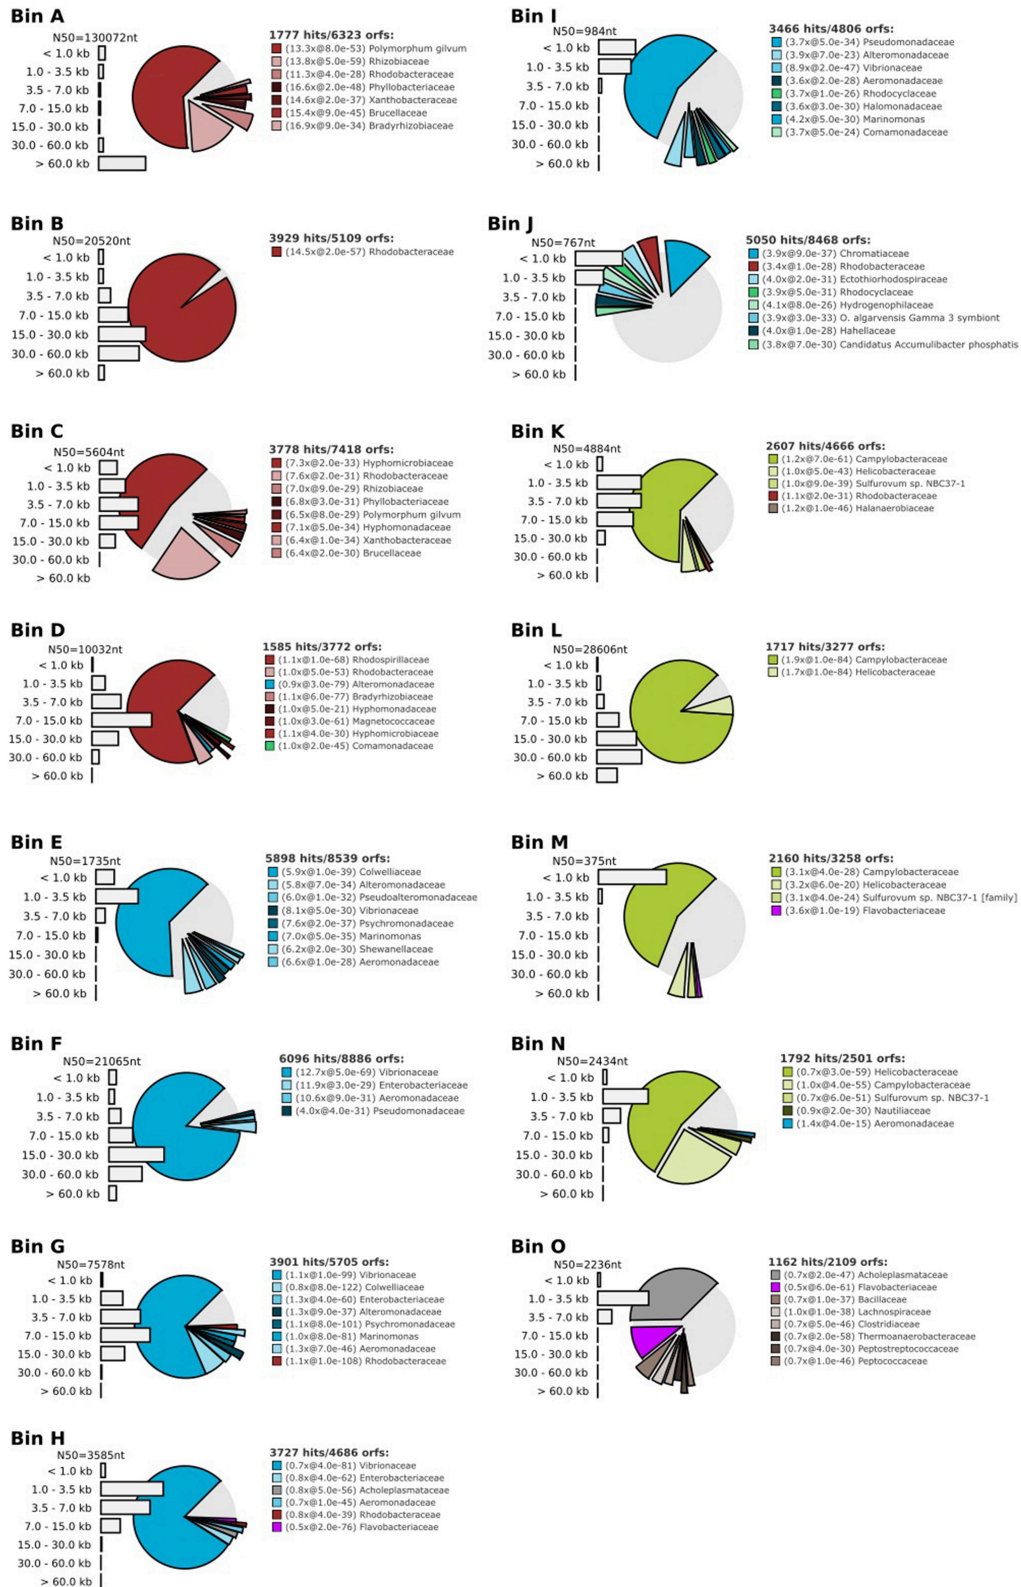 Bin A
N50=130072nt
< 1.0 kb
1.0 - 3.5 kb
3.5 - 7.0 kb
7.0 - 15.0 kb
15.0 - 30.0 kb
30.0 - 60.0 kb
> 60.0 kb
1777 hits/6323 orfs:
(13.3x@8.0e-53) Polymorphum gilvum
(13.8x@5.0e-59) Rhizobiaceae
(11.3x@4.0e-28) Rhodobacteraceae
(16.6x@2.0e-48) Phyllobacteriaceae
(14.6x@2.0e-37) Xanthobacteraceae
(15.4x@9.0e-45) Brucellaceae
(16.9x@9.0e-34) Bradyrhizobiaceae
Bin B
N50=20520nt
< 1.0 kb
1.0 - 3.5 kb
3.5 - 7.0 kb
7.0 - 15.0 kb
15.0 - 30.0 kb
30.0 - 60.0 kb
> 60.0 kb
3929 hits/5109 orfs:
(14.5x@2.0e-57) Rhodobacteraceae
Bin C
N50=5604nt
< 1.0 kb
1.0 - 3.5 kb
3.5 - 7.0 kb
7.0 - 15.0 kb
15.0 - 30.0 kb
30.0 - 60.0 kb
> 60.0 kb
3778 hits/7418 orfs:
(7.3x@2.0e-33) Hyphomicrobiaceae
(7.6x@2.0e-31) Rhodobacteraceae
(7.0x@9.0e-29) Rhizobiaceae
(6.8x@3.0e-31) Phyllobacteriaceae
(6.5x@8.0e-29) Polymorphum gilvum
(7.1x@5.0e-34) Hyphomonadaceae
(6.4x@1.0e-34) Xanthobacteraceae
(6.4x@2.0e-30) Brucellaceae
Bin D
N50=10032nt
< 1.0 kb
1.0 - 3.5 kb
3.5 - 7.0 kb
7.0 - 15.0 kb
15.0 - 30.0 kb
30.0 - 60.0 kb
> 60.0 kb
1585 hits/3772 orfs:
(1.1x@1.0e-68) Rhodospirillaceae
(1.0x@5.0e-53) Rhodobacteraceae
(0.9x@3.0e-79) Alteromonadaceae
(1.1x@6.0e-77) Bradyrhizobiaceae
(1.0x@5.0e-21) Hyphomonadaceae
(1.0x@3.0e-61) Magnetococcaceae
(1.1x@4.0e-30) Hyphomicrobiaceae
(1.0x@2.0e-45) Comamonadaceae
Bin E
N50=1735nt
< 1.0 kb
1.0 - 3.5 kb
3.5 - 7.0 kb
7.0 - 15.0 kb
15.0 - 30.0 kb
30.0 - 60.0 kb
> 60.0 kb
5898 hits/8539 orfs:
(5.9x@1.0e-39) Colwelliaceae
(5.8x@7.0e-34) Alteromonadaceae
(6.0x@1.0e-32) Pseudoalteromonadaceae
(8.1x@5.0e-30) Vibrionaceae
(7.6x@2.0e-37) Psychromonadaceae
(7.0x@5.0e-35) Marinomonas
(6.2x@2.0e-30) Shewanellaceae
(6.6x@1.0e-28) Aeromonadaceae
Bin F
N50=21065nt
< 1.0 kb
1.0 - 3.5 kb
3.5 - 7.0 kb
7.0 - 15.0 kb
15.0 - 30.0 kb
30.0 - 60.0 kb
> 60.0 kb
6096 hits/8886 orfs:
(12.7x@5.0e-69) Vibrionaceae
(11.9x@3.0e-29) Enterobacteriaceae
(10.6x@9.0e-31) Aeromonadaceae
(4.0x@4.0e-31) Pseudomonadaceae
Bin G
N50=7578nt
< 1.0 kb
1.0 - 3.5 kb
3.5 - 7.0 kb
7.0 - 15.0 kb
15.0 - 30.0 kb
30.0 - 60.0 kb
> 60.0 kb
3901 hits/5705 orfs:
(1.1x@1.0e-99) Vibrionaceae
(0.8x@8.0e-122) Colwelliaceae
(1.3x@4.0e-60) Enterobacteriaceae
(1.3x@9.0e-37) Alteromonadaceae
(1.1x@8.0e-101) Psychromonadaceae
(1.0x@8.0e-81) Marinomonas
(1.3x@7.0e-46) Aeromonadaceae
(1.1x@1.0e-108) Rhodobacteraceae
Bin H
N50=3585nt
< 1.0 kb
1.0 - 3.5 kb
3.5 - 7.0 kb
7.0 - 15.0 kb
15.0 - 30.0 kb
30.0 - 60.0 kb
> 60.0 kb
3727 hits/4686 orfs:
(0.7x@4.0e-81) Vibrionaceae
(0.8x@4.0e-62) Enterobacteriaceae
(0.8x@5.0e-56) Acholeplasmataceae
(0.7x@1.0e-45) Aeromonadaceae
(0.8x@4.0e-39) Rhodobacteraceae
(0.5x@2.0e-76) Flavobacteriaceae
Bin I
N50=984nt
< 1.0 kb
1.0 - 3.5 kb
3.5 - 7.0 kb
7.0 - 15.0 kb
15.0 - 30.0 kb
30.0 - 60.0 kb
> 60.0 kb
3466 hits/4806 orfs:
(3.7x@5.0e-34) Pseudomonadaceae
(3.9x@7.0e-23) Alteromonadaceae
(8.9x@2.0e-47) Vibrionaceae
(3.6x@2.0e-28) Aeromonadaceae
(3.7x@1.0e-26) Rhodocyclaceae
(3.6x@3.0e-30) Halomonadaceae
(4.2x@5.0e-30) Marinomonas
(3.7x@5.0e-24) Comamonadaceae
Bin J
N50=767nt
< 1.0 kb
1.0 - 3.5 kb
3.5 - 7.0 kb
7.0 - 15.0 kb
15.0 - 30.0 kb
30.0 - 60.0 kb
> 60.0 kb
5050 hits/8468 orfs:
(3.9x@9.0e-37) Chromatiaceae
(3.4x@1.0e-28) Rhodobacteraceae
(4.0x@2.0e-31) Ectothiorhodospiraceae
(3.9x@5.0e-31) Rhodocyclaceae
(4.1x@8.0e-26) Hydrogenophilaceae
(3.9x@3.0e-33) O. algarvensis Gamma 3 symbiont
(4.0x@1.0e-28) Hahellaceae
(3.8x@7.0e-30) Candidatus Accumulibacter phosphatis
Bin K
N50=4884nt
< 1.0 kb
1.0 - 3.5 kb
3.5 - 7.0 kb
7.0 - 15.0 kb
15.0 - 30.0 kb
30.0 - 60.0 kb
> 60.0 kb
2607 hits/4666 orfs:
(1.2x@7.0e-61) Campylobacteraceae
(1.0x@5.0e-43) Helicobacteraceae
(1.0x@9.0e-39) Sulfurovum sp. NBC37-1
(1.1x@2.0e-31) Rhodobacteraceae
(1.2x@1.0e-46) Halanaerobiaceae
Bin L
N50=28606nt
< 1.0 kb
1.0 - 3.5 kb
3.5 - 7.0 kb
7.0 - 15.0 kb
15.0 - 30.0 kb
30.0 - 60.0 kb
> 60.0 kb
1717 hits/3277 orfs:
(1.9x@1.0e-84) Campylobacteraceae
(1.7x@1.0e-84) Helicobacteraceae
Bin M
N50=375nt
< 1.0 kb
1.0 - 3.5 kb
3.5 - 7.0 kb
7.0 - 15.0 kb
15.0 - 30.0 kb
30.0 - 60.0 kb
> 60.0 kb
2160 hits/3258 orfs:
(3.1x@4.0e-28) Campylobacteraceae
(3.2x@6.0e-20) Helicobacteraceae
(3.1x@4.0e-24) Sulfurovum sp. NBC37-1 [family]
(3.6x@1.0e-19) Flavobacteriaceae
Bin N
N50=2434nt
< 1.0 kb
1.0 - 3.5 kb
3.5 - 7.0 kb
7.0 - 15.0 kb
15.0 - 30.0 kb
30.0 - 60.0 kb
> 60.0 kb
1792 hits/2501 orfs:
(0.7x@3.0e-59) Helicobacteraceae
(1.0x@4.0e-55) Campylobacteraceae
(0.7x@6.0e-51) Sulfurovum sp. NBC37-1
(0.9x@2.0e-30) Nautiliaceae
(1.4x@4.0e-15) Aeromonadaceae
Bin O
N50=2236nt
< 1.0 kb
1.0 - 3.5 kb
3.5 - 7.0 kb
7.0 - 15.0 kb
15.0 - 30.0 kb
30.0 - 60.0 kb
> 60.0 kb
1162 hits/2109 orfs:
(0.7x@2.0e-47) Acholeplasmataceae
(0.5x@6.0e-61) Flavobacteriaceae
(0.7x@1.0e-37) Bacillaceae
(1.0x@1.0e-38) Lachnospiraceae
(0.7x@5.0e-46) Clostridiaceae
(0.7x@2.0e-58) Thermoanaerobacteraceae
(0.7x@4.0e-30) Peptostreptococcaceae
(0.7x@1.0e-46) Peptococcaceae